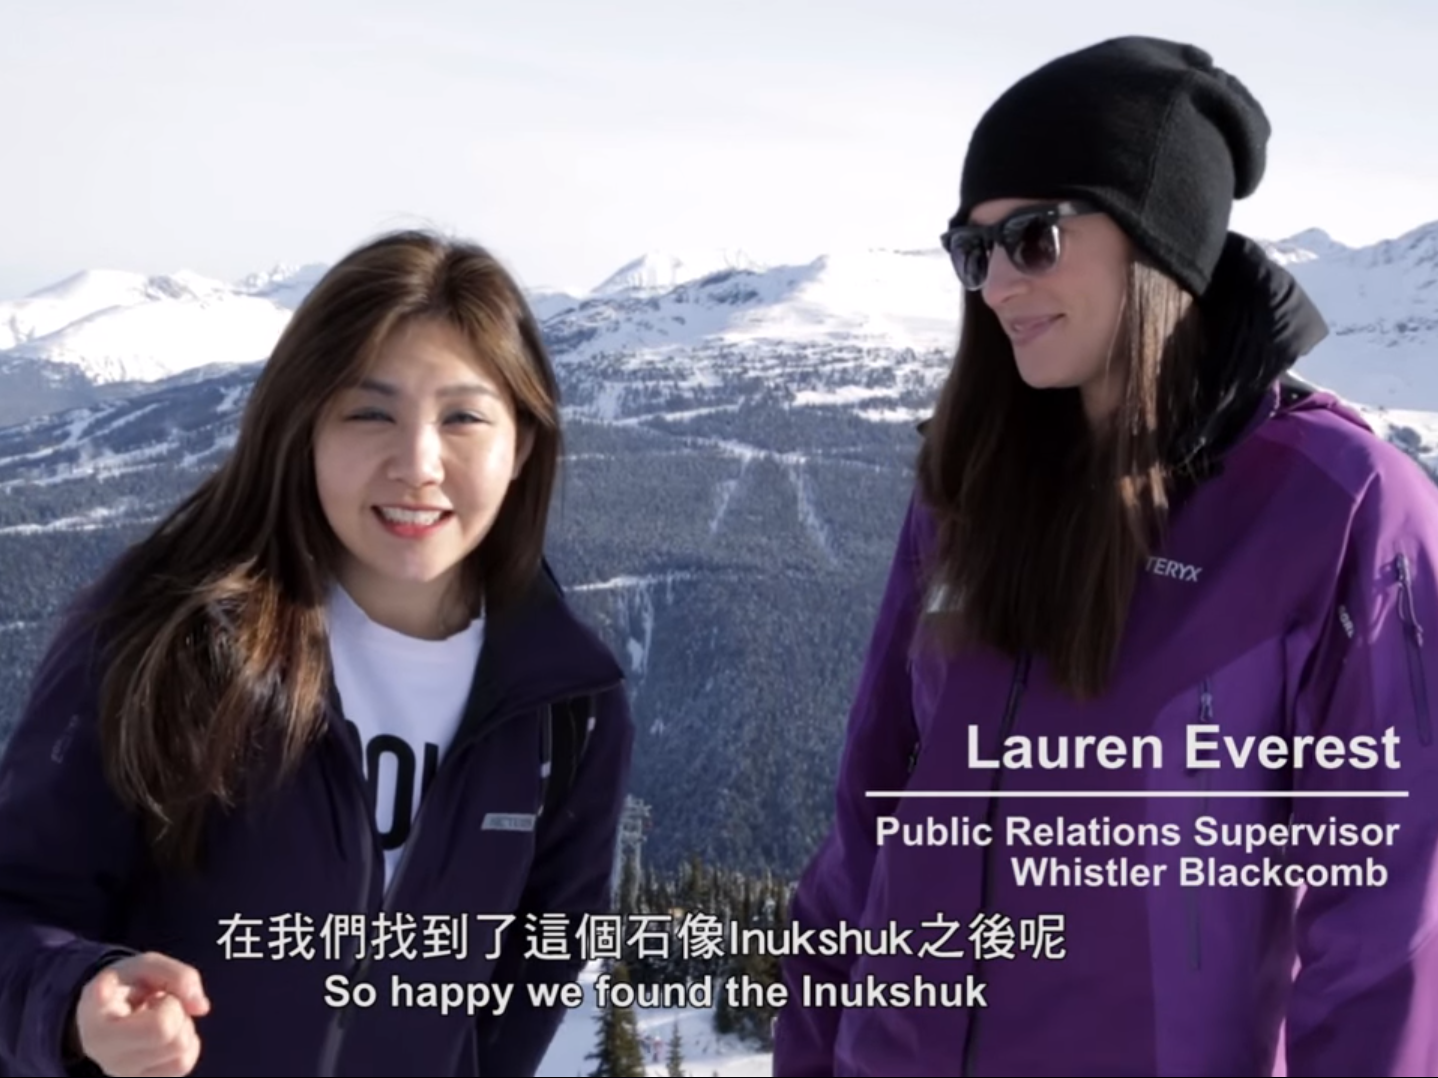 TERYX
Lauren Everest
Public Relations Supervisor
Whistler Blackcomb
在我們找到了這個石像Inukshuk之後呢
So happy we found the Inukshuk